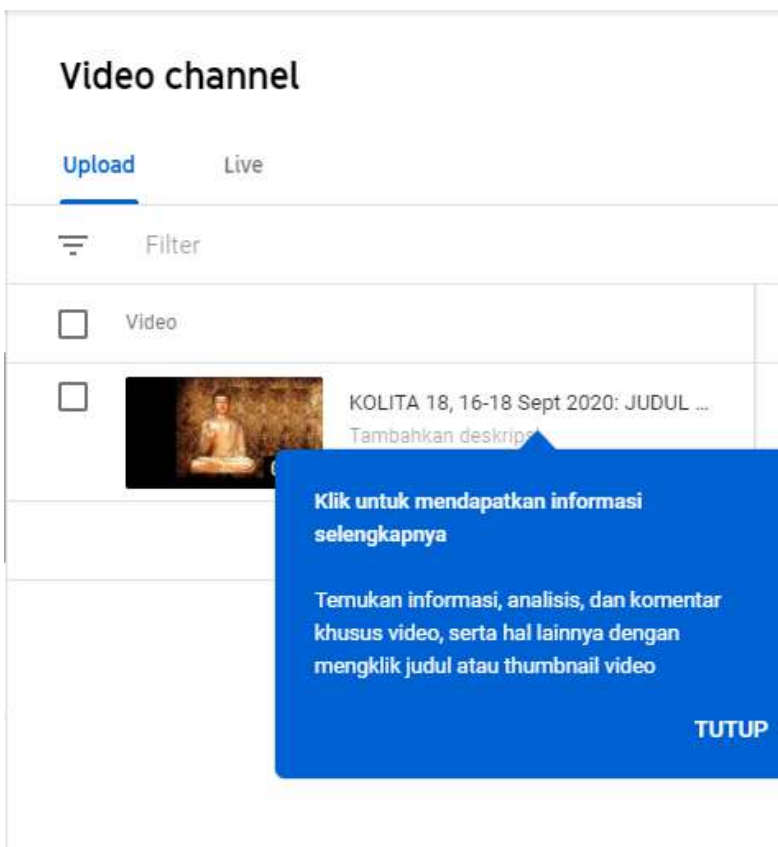 Video channel
Upload Live
Filter
Video
KOLITA 18, 16-18 Sept 2020: JUDUL ...
Tambahkan
Klik untuk mendapatkan informasi
selengkapnya
Temukan informasi, analisis, dan komentar
khusus video, serta hal lainnya dengan
mengklik judul atau thumbnail video
TUTUP